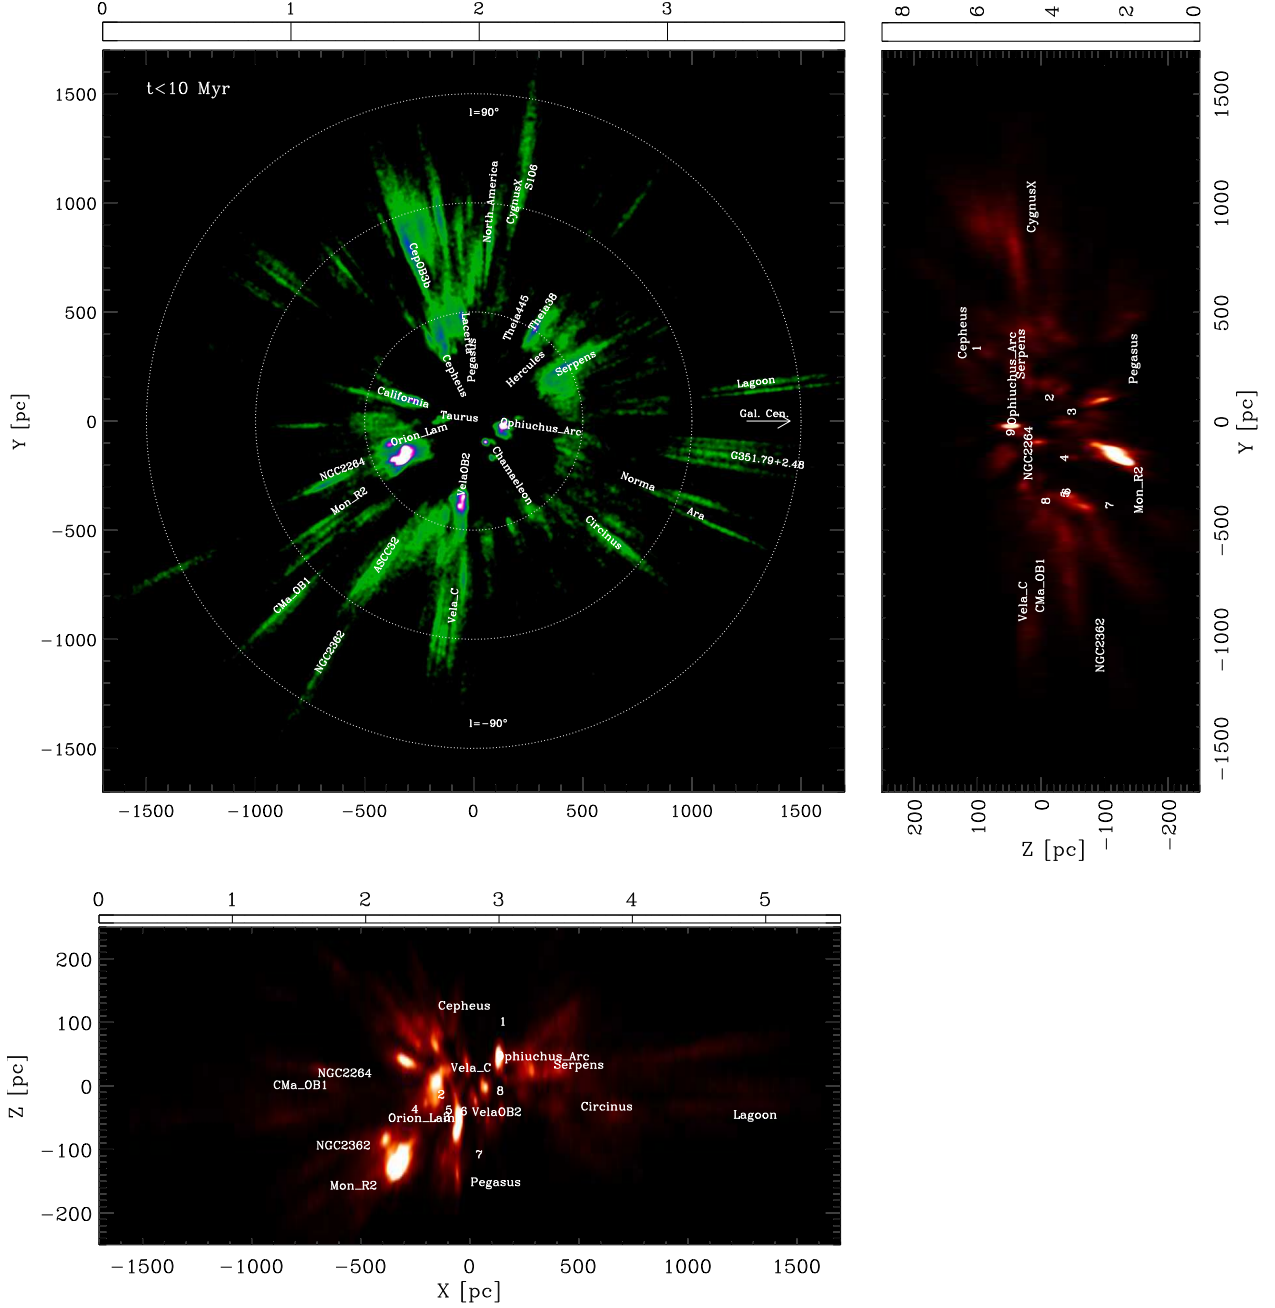 0 1 2 3
t<10 Myr
l=90°
S106
North_America
CygnusX
CepOB3b
Lacerta
Pegasus
Cepheus
Theia445
Theia38
Hercules
Serpens
Lagoon
California
Taurus
Gal. Cen.
Orion_Lam
Ophiuchus_Arc
NGC2264
VelaOB2
Chamaeleon
G351.79+2.48
Mon_R2
Norma
Ara
ASCC32
Circinus
CMa_OB1
Vela_C
NGC2362
l=−90°
1500
1000
500
0
−500
−1000
−1500
Y [pc]
−1500 −1000 −500 0 500 1000 1500
8 6 4 2 0
CygnusX
Cepheus
1
Ophiuchus_Arc
Serpens
Pegasus
2
3
9
NGC2264
4
Mon_R2
8
7
Vela_C
CMa_OB1
NGC2362
1500
1000
500
0
−500
−1000
−1500
Y [pc]
200 100 0 −100 −200
Z [pc]
0 1 2 3 4 5
Cepheus
1
Ophiuchus_Arc
Vela_C
Serpens
NGC2264
CMa_OB1
2
8
4
5
6
VelaOB2
Orion_Lam
Circinus
Lagoon
NGC2362
7
Mon_R2
Pegasus
200
100
0
−100
−200
Z [pc]
−1500 −1000 −500 0 500 1000 1500
X [pc]